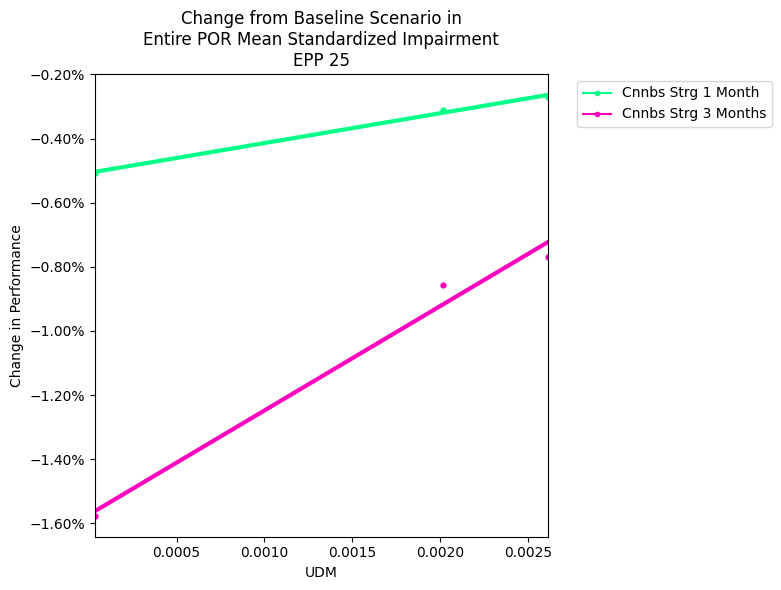 Change from Baseline Scenario in
Entire POR Mean Standardized Impairment
EPP 25
Cnnbs Strg 1 Month
Cnnbs Strg 3 Months
Change in Performance
−0.20%
−0.40%
−0.60%
−0.80%
−1.00%
−1.20%
−1.40%
−1.60%
0.0005 0.0010 0.0015 0.0020 0.0025
UDM